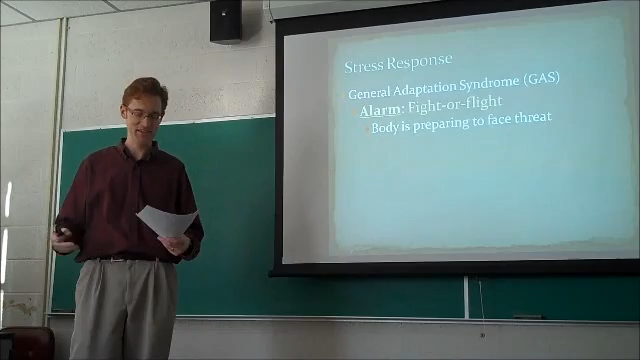 Stress Response
General Adaptation Syndrome (GAS)
Alarm: Fight-or-flight
Body is preparing to face threat